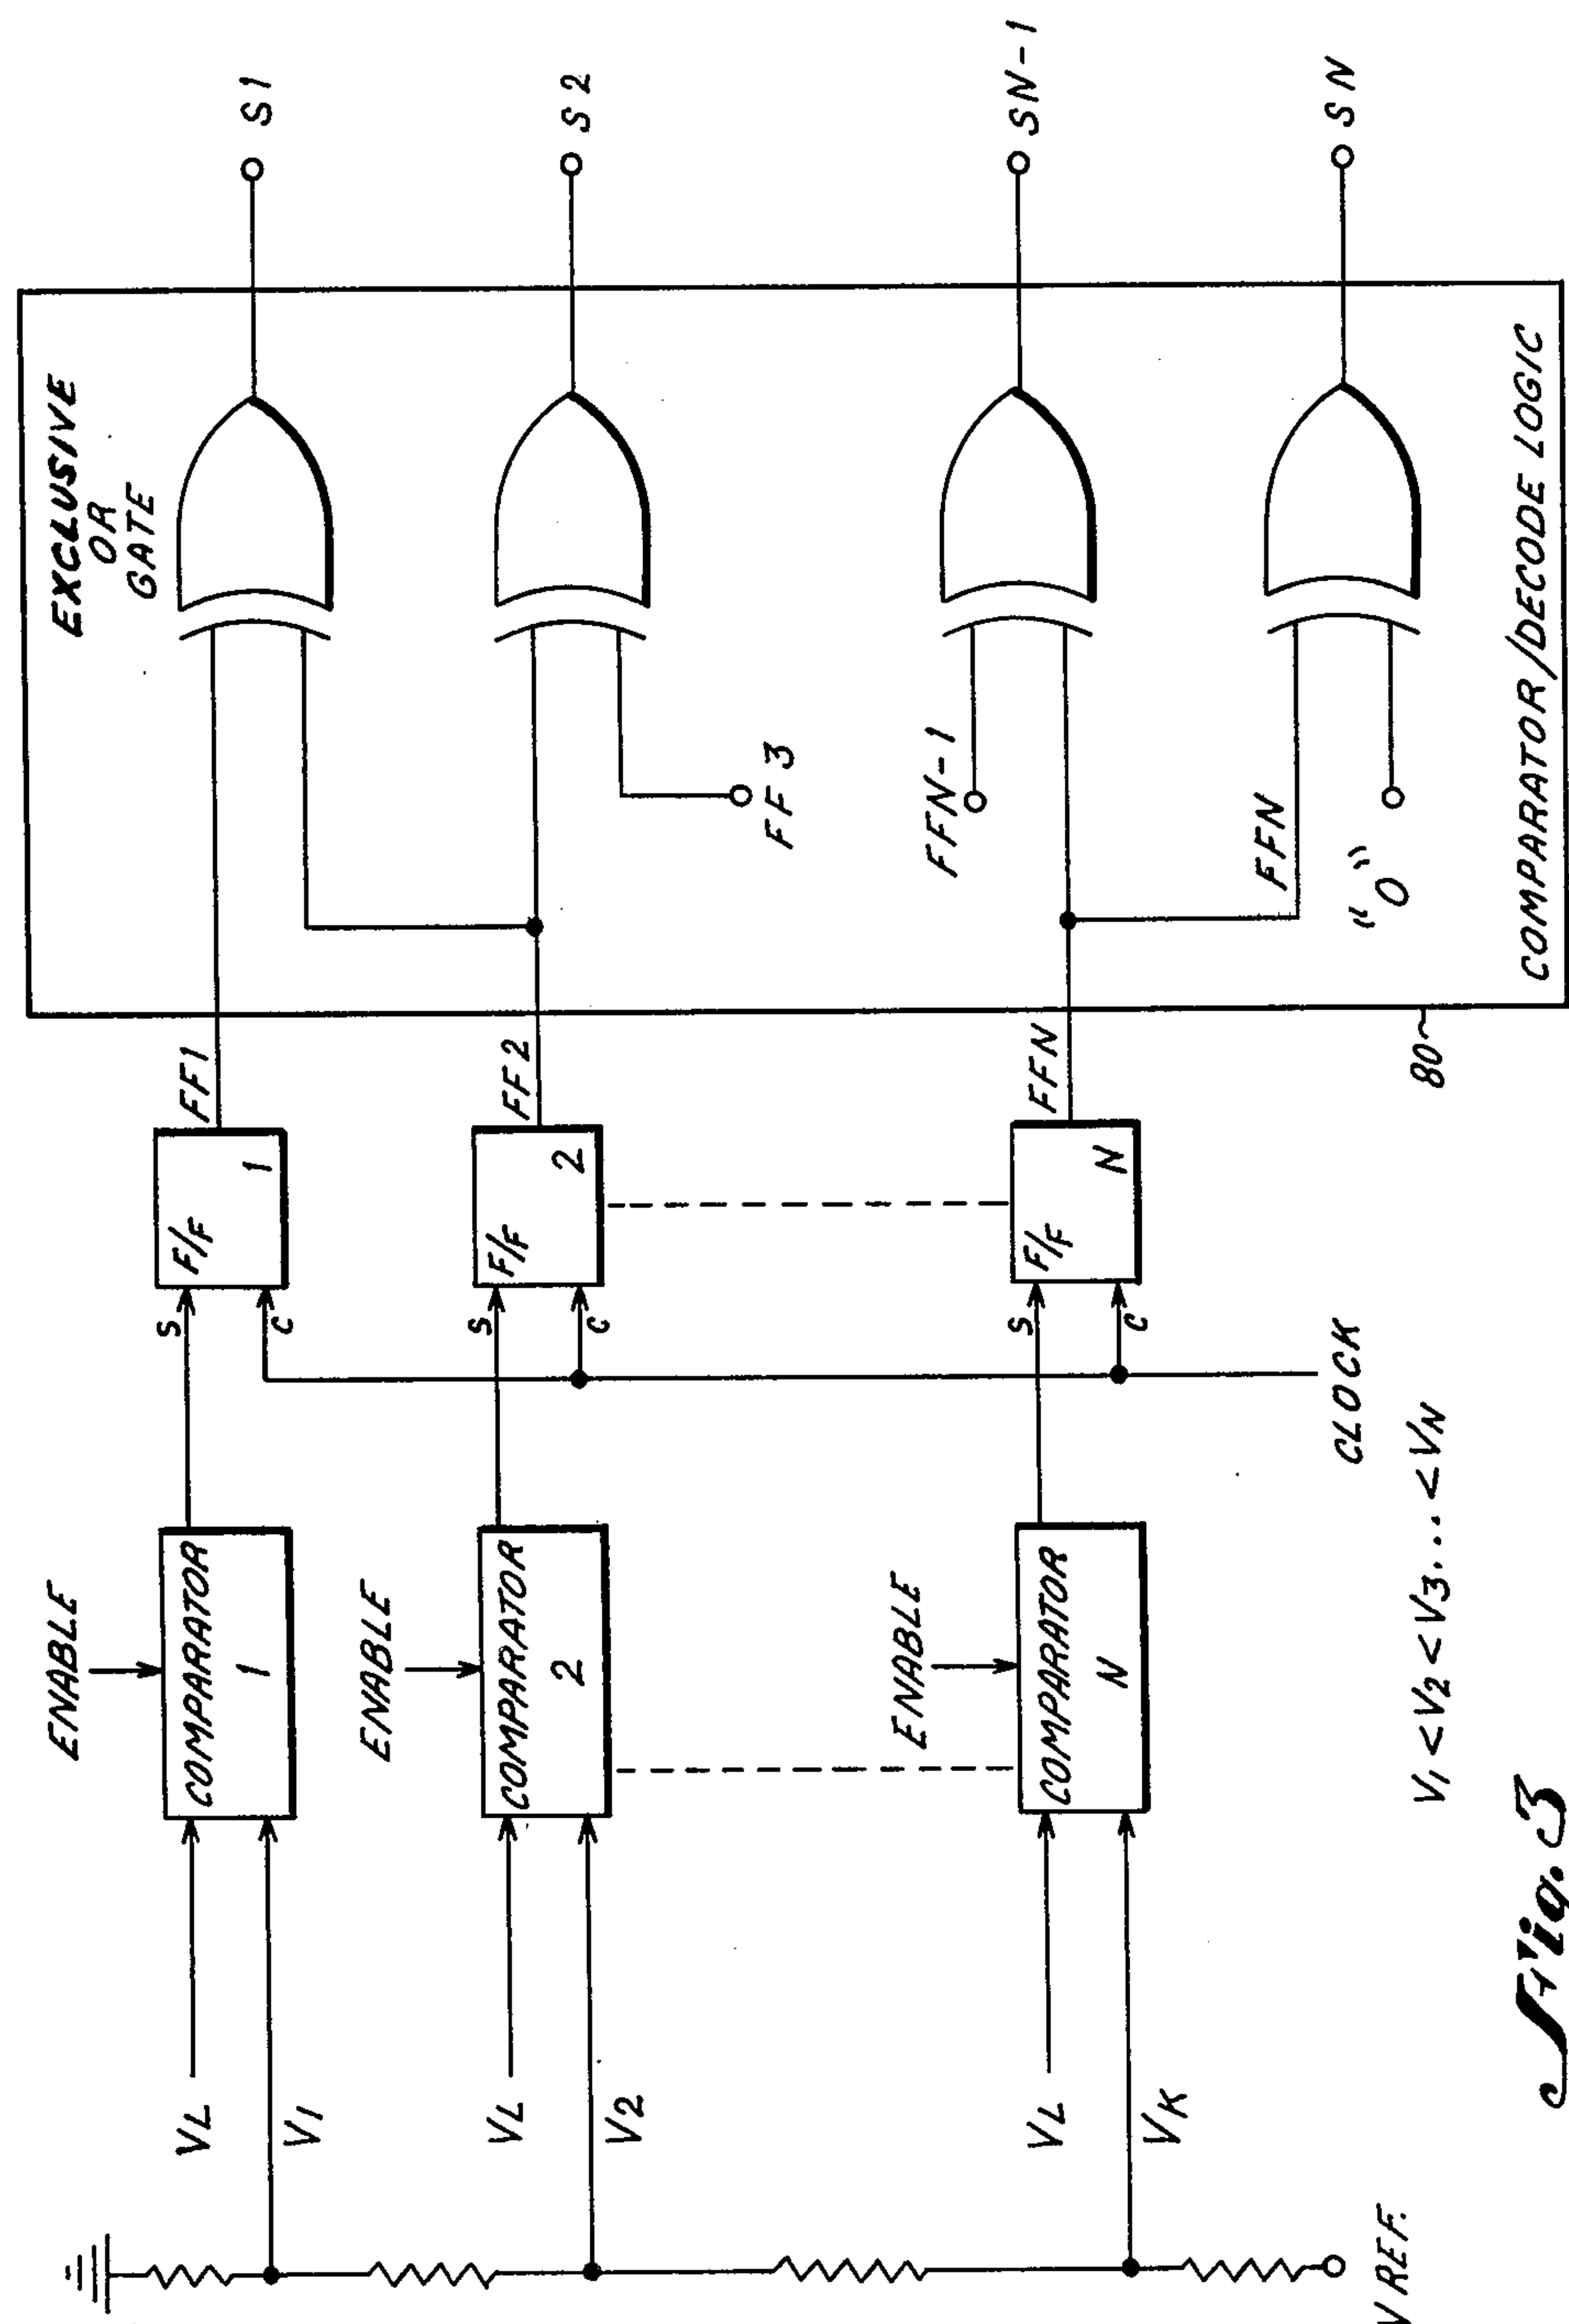 EXCLUSIVE
OR
GATE
S1
S2
SN-1
SN
FF3
FFN-1
FFN
"0"
COMPARATOR/DECODE LOGIC
80
FF1
FF2
FFN
F/F
1
F/F
2
F/F
N
S
C
S
C
S
C
CLOCK
ENABLE
COMPARATOR
1
ENABLE
COMPARATOR
2
ENABLE
COMPARATOR
N
VL
V1
VL
V2
VL
VK
V REF.
V1 < V2 < V3... < VN
Fig. 3